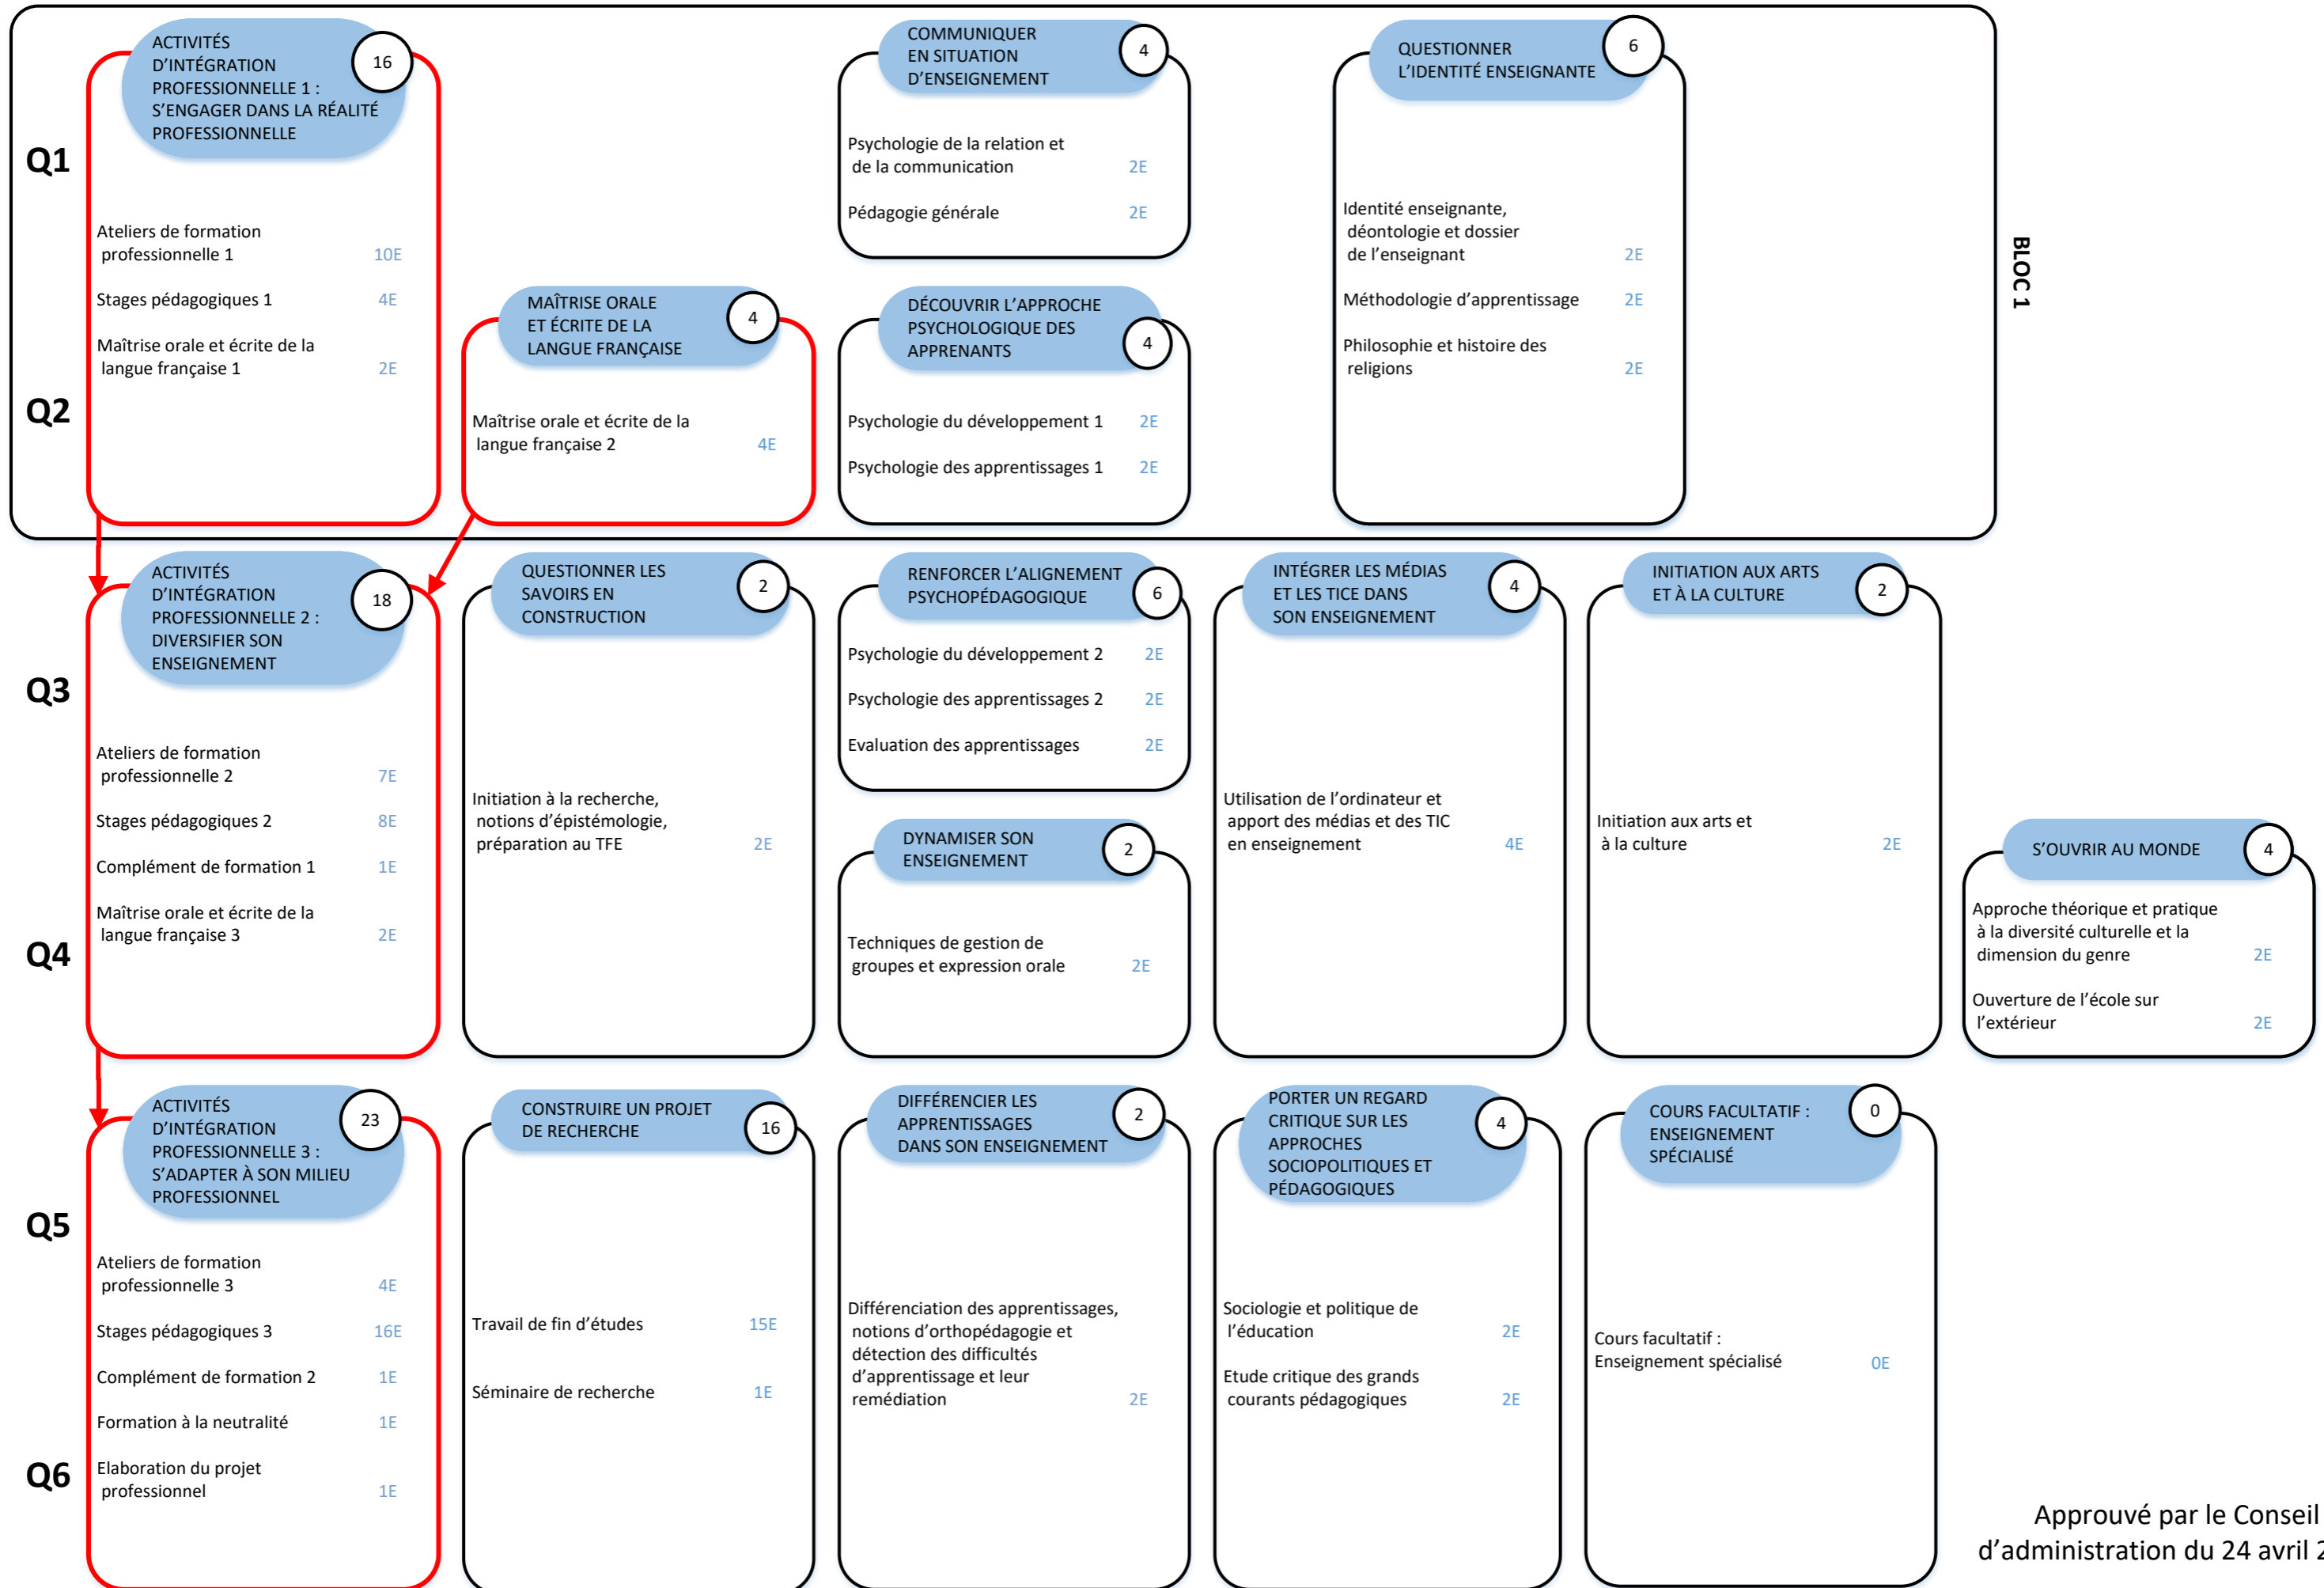 ACTIVITÉS
D'INTÉGRATION
PROFESSIONNELLE 1 :
S'ENGAGER DANS LA RÉALITÉ
PROFESSIONNELLE
16
Ateliers de formation
professionnelle 1 10E
Stages pédagogiques 1 4E
Maîtrise orale et écrite de la
langue française 1 2E
Q1
Q2
MAÎTRISE ORALE
ET ÉCRITE DE LA
LANGUE FRANÇAISE
4
Maîtrise orale et écrite de la
langue française 2 4E
COMMUNIQUER
EN SITUATION
D'ENSEIGNEMENT
4
Psychologie de la relation et
de la communication 2E
Pédagogie générale 2E
DÉCOUVRIR L'APPROCHE
PSYCHOLOGIQUE DES
APPRENANTS
4
Psychologie du développement 1 2E
Psychologie des apprentissages 1 2E
QUESTIONNER
L'IDENTITÉ ENSEIGNANTE
6
Identité enseignante,
déontologie et dossier
de l'enseignant 2E
Méthodologie d'apprentissage 2E
Philosophie et histoire des
religions 2E
BLOC 1
ACTIVITÉS
D'INTÉGRATION
PROFESSIONNELLE 2 :
DIVERSIFIER SON
ENSEIGNEMENT
18
Q3
Q4
Ateliers de formation
professionnelle 2 7E
Stages pédagogiques 2 8E
Complément de formation 1 1E
Maîtrise orale et écrite de la
langue française 3 2E
QUESTIONNER LES
SAVOIRS EN
CONSTRUCTION
2
Initiation à la recherche,
notions d'épistémologie,
préparation au TFE 2E
RENFORCER L'ALIGNEMENT
PSYCHOPÉDAGOGIQUE
6
Psychologie du développement 2 2E
Psychologie des apprentissages 2 2E
Evaluation des apprentissages 2E
DYNAMISER SON
ENSEIGNEMENT
2
Techniques de gestion de
groupes et expression orale 2E
INTÉGRER LES MÉDIAS
ET LES TICE DANS
SON ENSEIGNEMENT
4
Utilisation de l'ordinateur et
apport des médias et des TIC
en enseignement 4E
INITIATION AUX ARTS
ET À LA CULTURE
2
Initiation aux arts et
à la culture 2E
S'OUVRIR AU MONDE
4
Approche théorique et pratique
à la diversité culturelle et la
dimension du genre 2E
Ouverture de l'école sur
l'extérieur 2E
ACTIVITÉS
D'INTÉGRATION
PROFESSIONNELLE 3 :
S'ADAPTER À SON MILIEU
PROFESSIONNEL
23
Q5
Q6
Ateliers de formation
professionnelle 3 4E
Stages pédagogiques 3 16E
Complément de formation 2 1E
Formation à la neutralité 1E
Elaboration du projet
professionnel 1E
CONSTRUIRE UN PROJET
DE RECHERCHE
16
Travail de fin d'études 15E
Séminaire de recherche 1E
DIFFÉRENCIER LES
APPRENTISSAGES
DANS SON ENSEIGNEMENT
2
Différenciation des apprentissages,
notions d'orthopédagogie et
détection des difficultés
d'apprentissage et leur
remédiation 2E
PORTER UN REGARD
CRITIQUE SUR LES
APPROCHES
SOCIOPOLITIQUES ET
PÉDAGOGIQUES
4
Sociologie et politique de
l'éducation 2E
Etude critique des grands
courants pédagogiques 2E
COURS FACULTATIF :
ENSEIGNEMENT
SPÉCIALISÉ
0
Cours facultatif :
Enseignement spécialisé 0E
Approuvé par le Conseil
d'administration du 24 avril